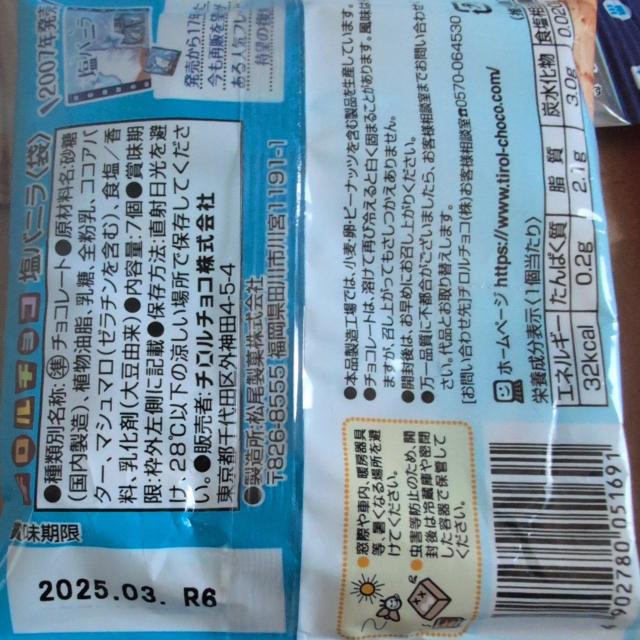 \2007年発売
塩バニラ
発売から17年
今も再販を望む
ある人気フレー
待望の復
チロルチョコ 塩バニラ〈袋〉
●種類別名称:準チョコレート●原材料名:砂糖
(国内製造)、植物油脂、乳糖、全粉乳、ココアバ
ター、マシュマロ(ゼラチンを含む)、食塩/香
料、乳化剤(大豆由来)●内容量:7個●賞味期
限:枠外左側に記載●保存方法:直射日光を避
け、28℃以下の涼しい場所で保存してくださ
い。●販売者:チロルチョコ株式会社
東京都千代田区外神田4-5-4
●製造所:松尾製菓株式会社
〒826-8555 福岡県田川市川宮1191-1
賞味期限
2025.03. R6
●本品製造工場では、小麦・卵・ピーナッツを含む製品を生産しています。
●チョコレートは、溶けて再び冷えると白く固まることがあります。風味は
ますが、召し上がってもさしつかえありません。
●開封後は、お早めにお召し上がりください。
●万一品質に不都合がございましたら、お客様相談室までお問い合わせ
さい。代品とお取り替えします。
[お問い合わせ先]チロルチョコ(株)お客様相談室☎0570-064530
ホームページ https://www.tirol-choco.com/
栄養成分表示〈1個当たり〉
エネルギー たんぱく質 脂質 炭水化物 食塩相
32kcal 0.2g 2.1g 3.0g 0.02
●窓際や車内、暖房器具
等、暑くなる場所を避
けてください。
●虫害等防止のため、開
封後は冷蔵庫や密閉
した容器で保管して
ください。
4902780051691